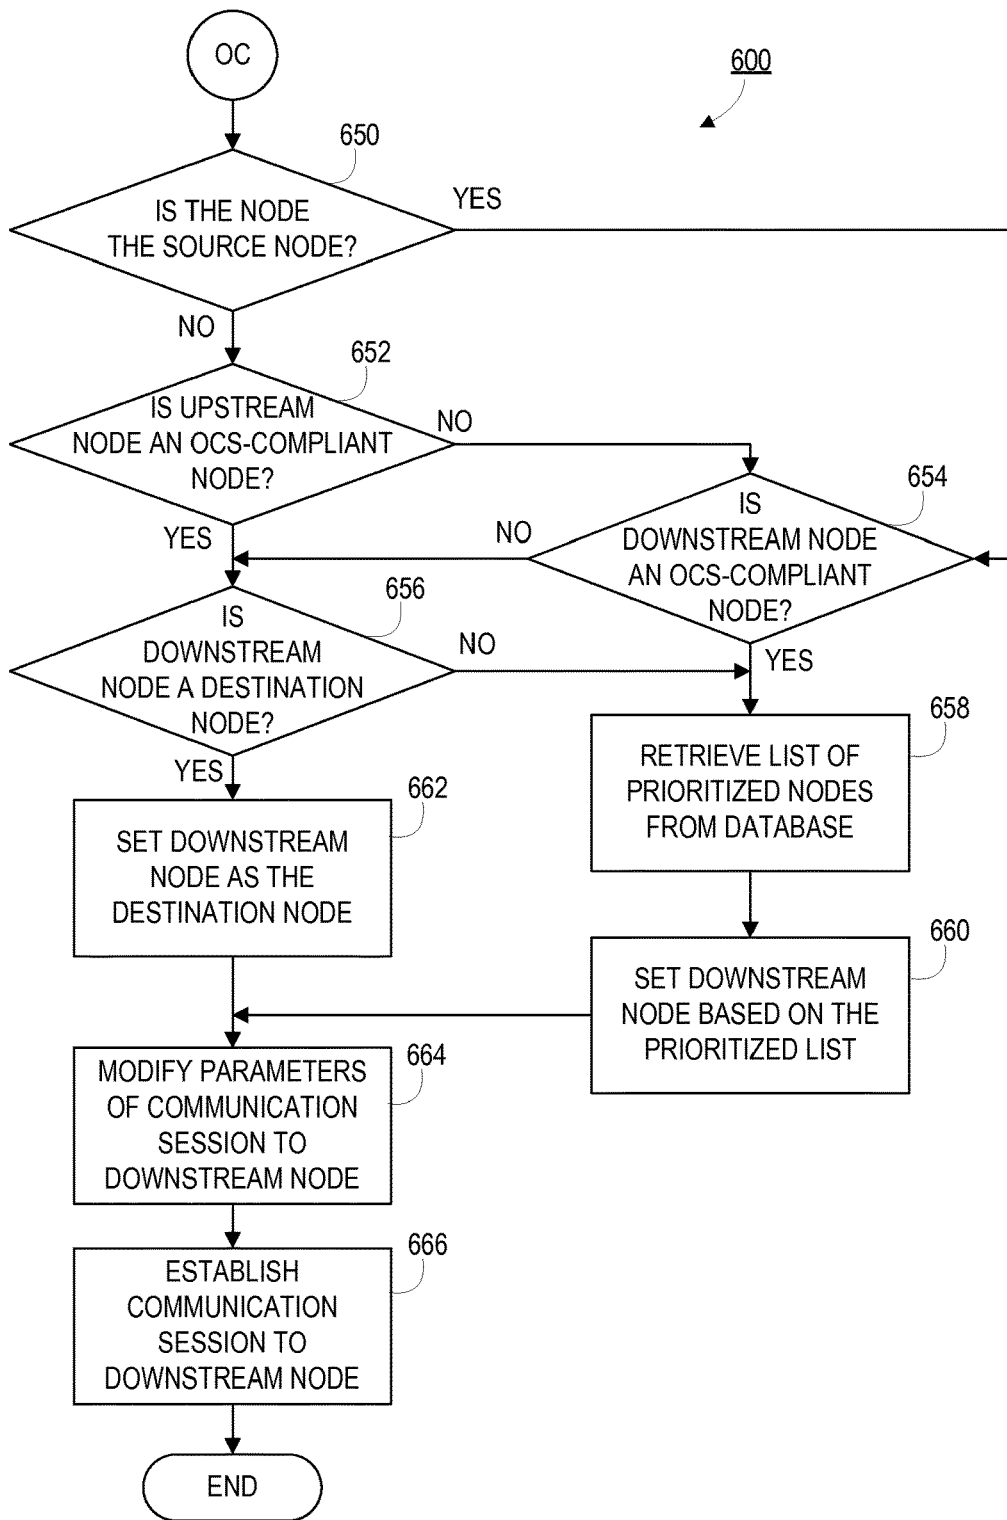 OC
600
650
IS THE NODE
THE SOURCE NODE?
YES
NO
652
IS UPSTREAM
NODE AN OCS-COMPLIANT
NODE?
NO
YES
654
IS
DOWNSTREAM NODE
AN OCS-COMPLIANT
NODE?
NO
YES
656
IS
DOWNSTREAM
NODE A DESTINATION
NODE?
NO
YES
658
RETRIEVE LIST OF
PRIORITIZED NODES
FROM DATABASE
662
SET DOWNSTREAM
NODE AS THE
DESTINATION NODE
660
SET DOWNSTREAM
NODE BASED ON THE
PRIORITIZED LIST
664
MODIFY PARAMETERS
OF COMMUNICATION
SESSION TO
DOWNSTREAM NODE
666
ESTABLISH
COMMUNICATION
SESSION TO
DOWNSTREAM NODE
END